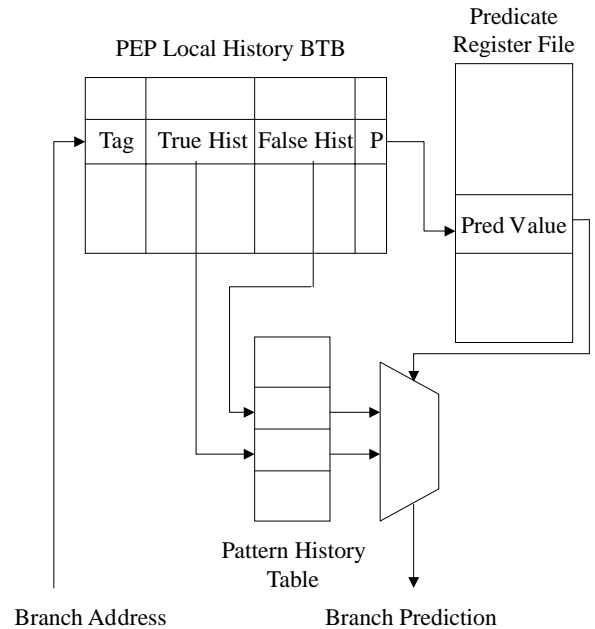 Predicate
Register File
PEP Local History BTB
Tag True Hist False Hist P
Pred Value
Pattern History
Table
Branch Address Branch Prediction